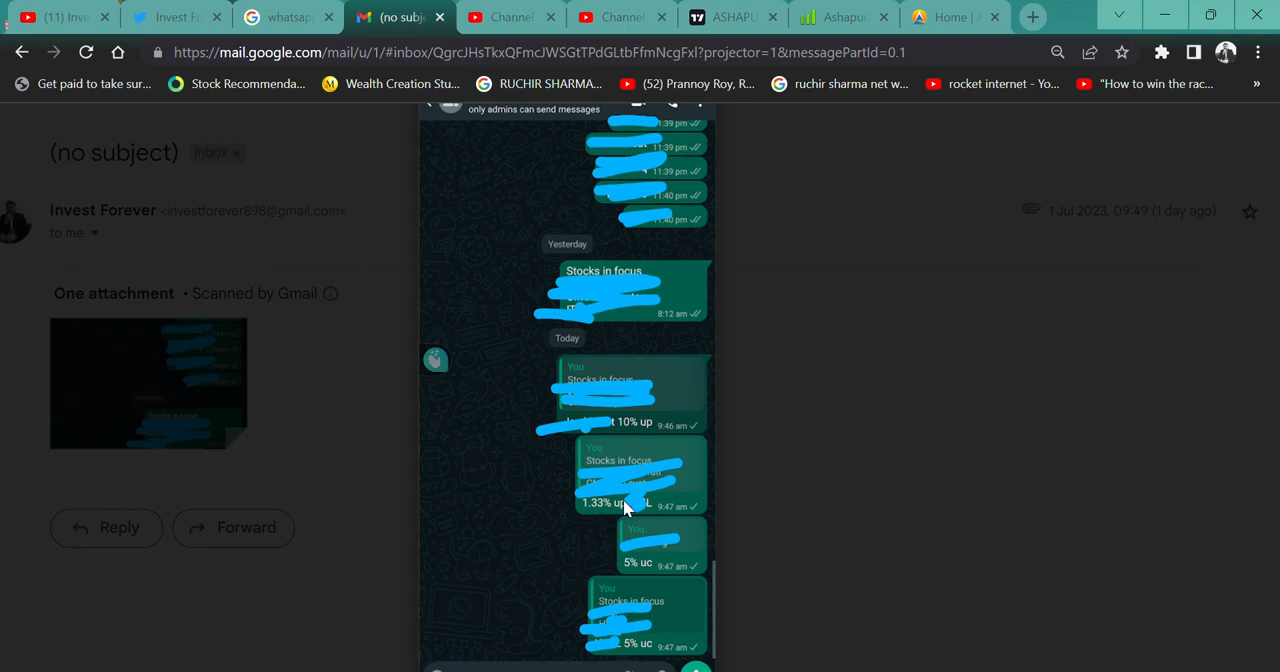 (11) Inve
Invest Fo
whatsapp
(no subje
Channel
Channel
ASHAPU
Ashapur
Home |
https://mail.google.com/mail/u/1/#inbox/QgrcJHsTkxQFmcJWSGtTPdGLtbFfmNcgFxl?projector=1&messagePartId=0.1
Get paid to take sur...
Stock Recommenda...
Wealth Creation Stu...
RUCHIR SHARMA...
(52) Prannoy Roy, R...
ruchir sharma net w...
rocket internet - Yo...
"How to win the rac...
»
only admins can send messages
1:39 pm
11:39 pm
11:39 pm
11:40 pm
11:40 pm
(no subject)
Inbox ×
Invest Forever <investforever898@gmail.com>
1 Jul 2023, 09:49 (1 day ago)
to me
One attachment • Scanned by Gmail
Reply
Forward
Yesterday
Stocks in focus
8:12 am
Today
You
Stocks in focus
10% up
9:46 am
You
Stocks in focus
1.33% up
9:47 am
You
5% uc
9:47 am
You
Stocks in focus
5% uc
9:47 am